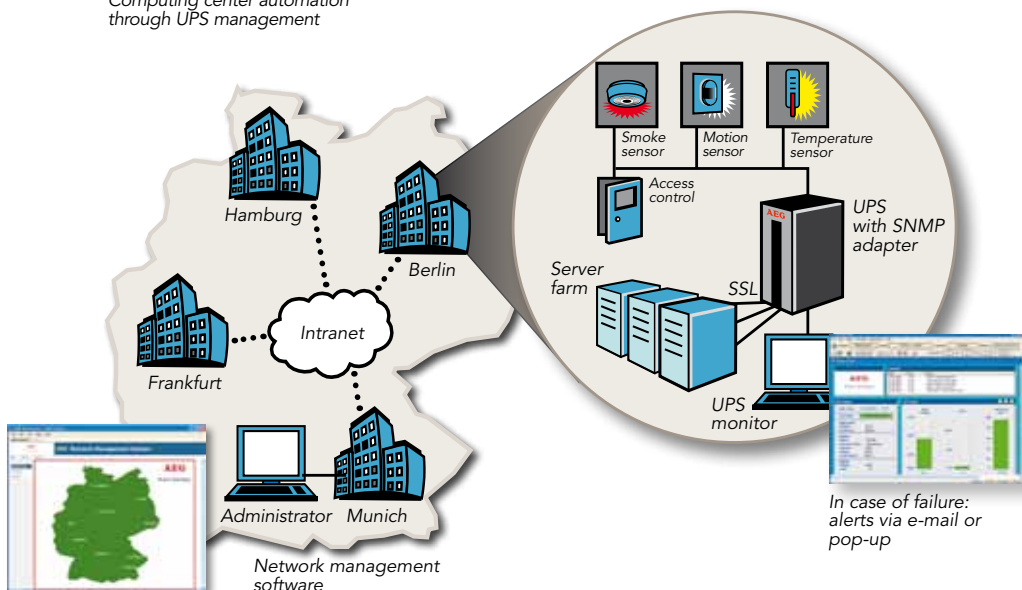 Computing center automation
through UPS management
Smoke
sensor
Motion
sensor
Temperature
sensor
Access
control
AEG
UPS
with SNMP
adapter
Hamburg
Berlin
Server
farm
SSL
Intranet
Frankfurt
UPS
monitor
AEG
AEG
Administrator
Munich
In case of failure:
alerts via e-mail or
pop-up
Network management
software